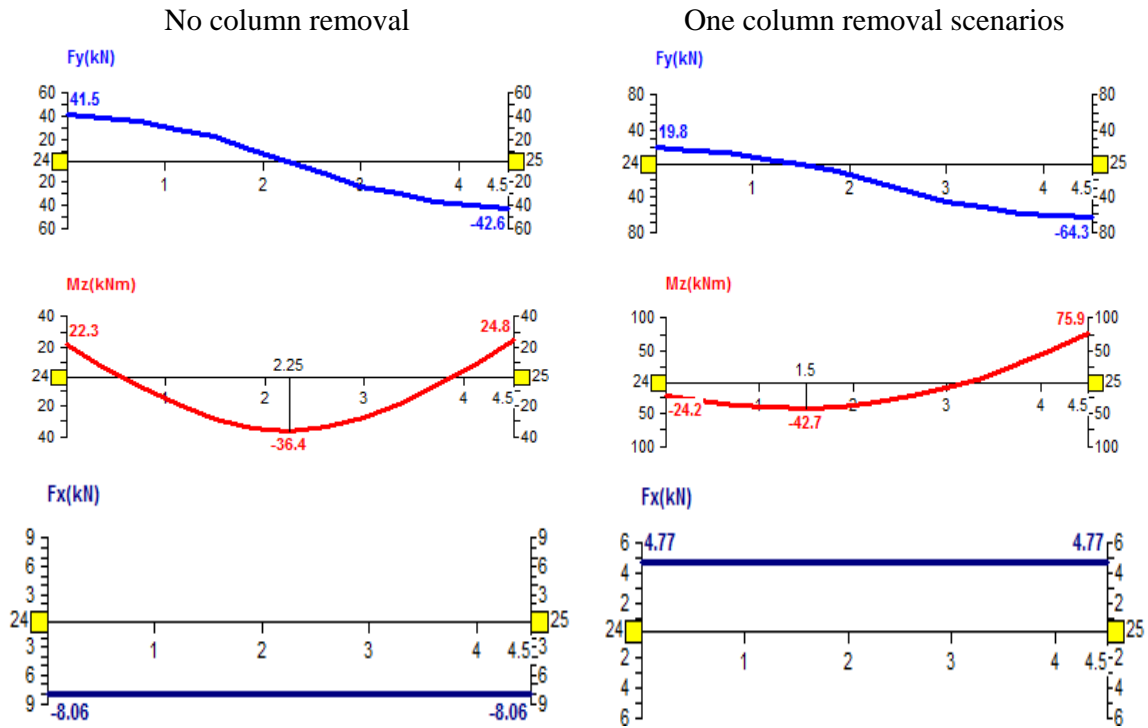 No column removal
One column removal scenarios
Fy(kN)
60 60
40 41.5 40
20 20
24 25
1 2 3 4 4.5
20 20
40 40
60 -42.6 60
Fy(kN)
80 80
40 19.8 40
24 25
1 2 3 4 4.5
40 40
80 -64.3 80
Mz(kNm)
40 40
22.3 24.8
20 20
2.25
24 25
1 2 3 4 4.5
20 20
40 -36.4 40
Mz(kNm)
100 75.9 100
50 50
1.5
24 25
1 2 3 4 4.5
50 -24.2 -42.7 50
100 100
Fx(kN)
9 9
6 6
3 3
24 25
3 1 2 3 4 4.5 3
6 6
9 -8.06 -8.06 9
Fx(kN)
6 4.77 4.77 6
4 4
2 2
24 25
2 1 2 3 4 4.5 2
4 4
6 6